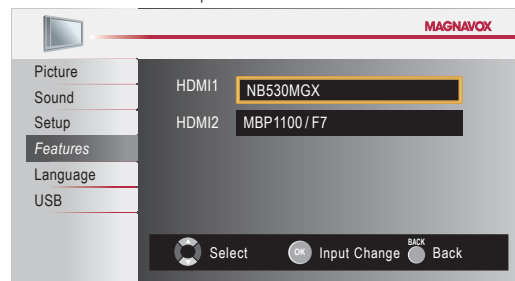 MAGNAVOX
Picture
Sound
Setup
Features
Language
USB
HDMI1 NB530MGX
HDMI2 MBP1100 / F7
Select OK Input Change BACK Back